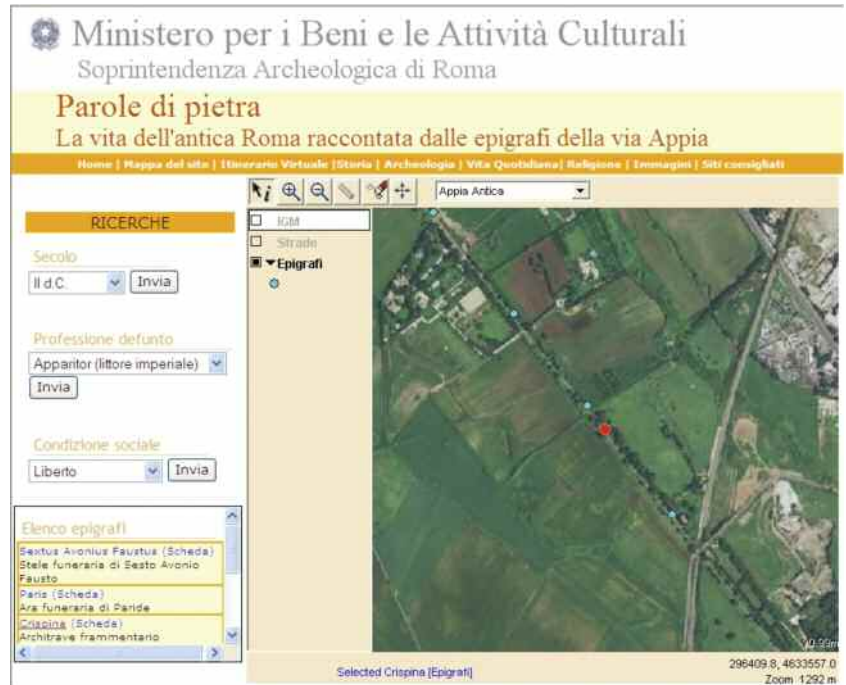 Ministero per i Beni e le Attività Culturali
Soprintendenza Archeologica di Roma
Parole di pietra
La vita dell'antica Roma raccontata dalle epigrafi della via Appia
Home | Mappa del sito | Itinerario Virtuale |Storia | Archeologia | Vita Quotidiana| Religione | Immagini | Siti consigliati
i
Appia Antica
RICERCHE
Secolo
II d.C.
Invia
Professione defunto
Apparitor (littore imperiale)
Invia
Condizione sociale
Liberto
Invia
Elenco epigrafi
Sextus Avonius Faustus (Scheda)
Stele funeraria di Sesto Avonio
Fausto
Paris (Scheda)
Ara funeraria di Paride
Crispina (Scheda)
Architrave frammentario
IGM
Strade
Epigrafi
Selected Crispina [Epigrafi]
296409.8, 4633557.0
Zoom 1292 m